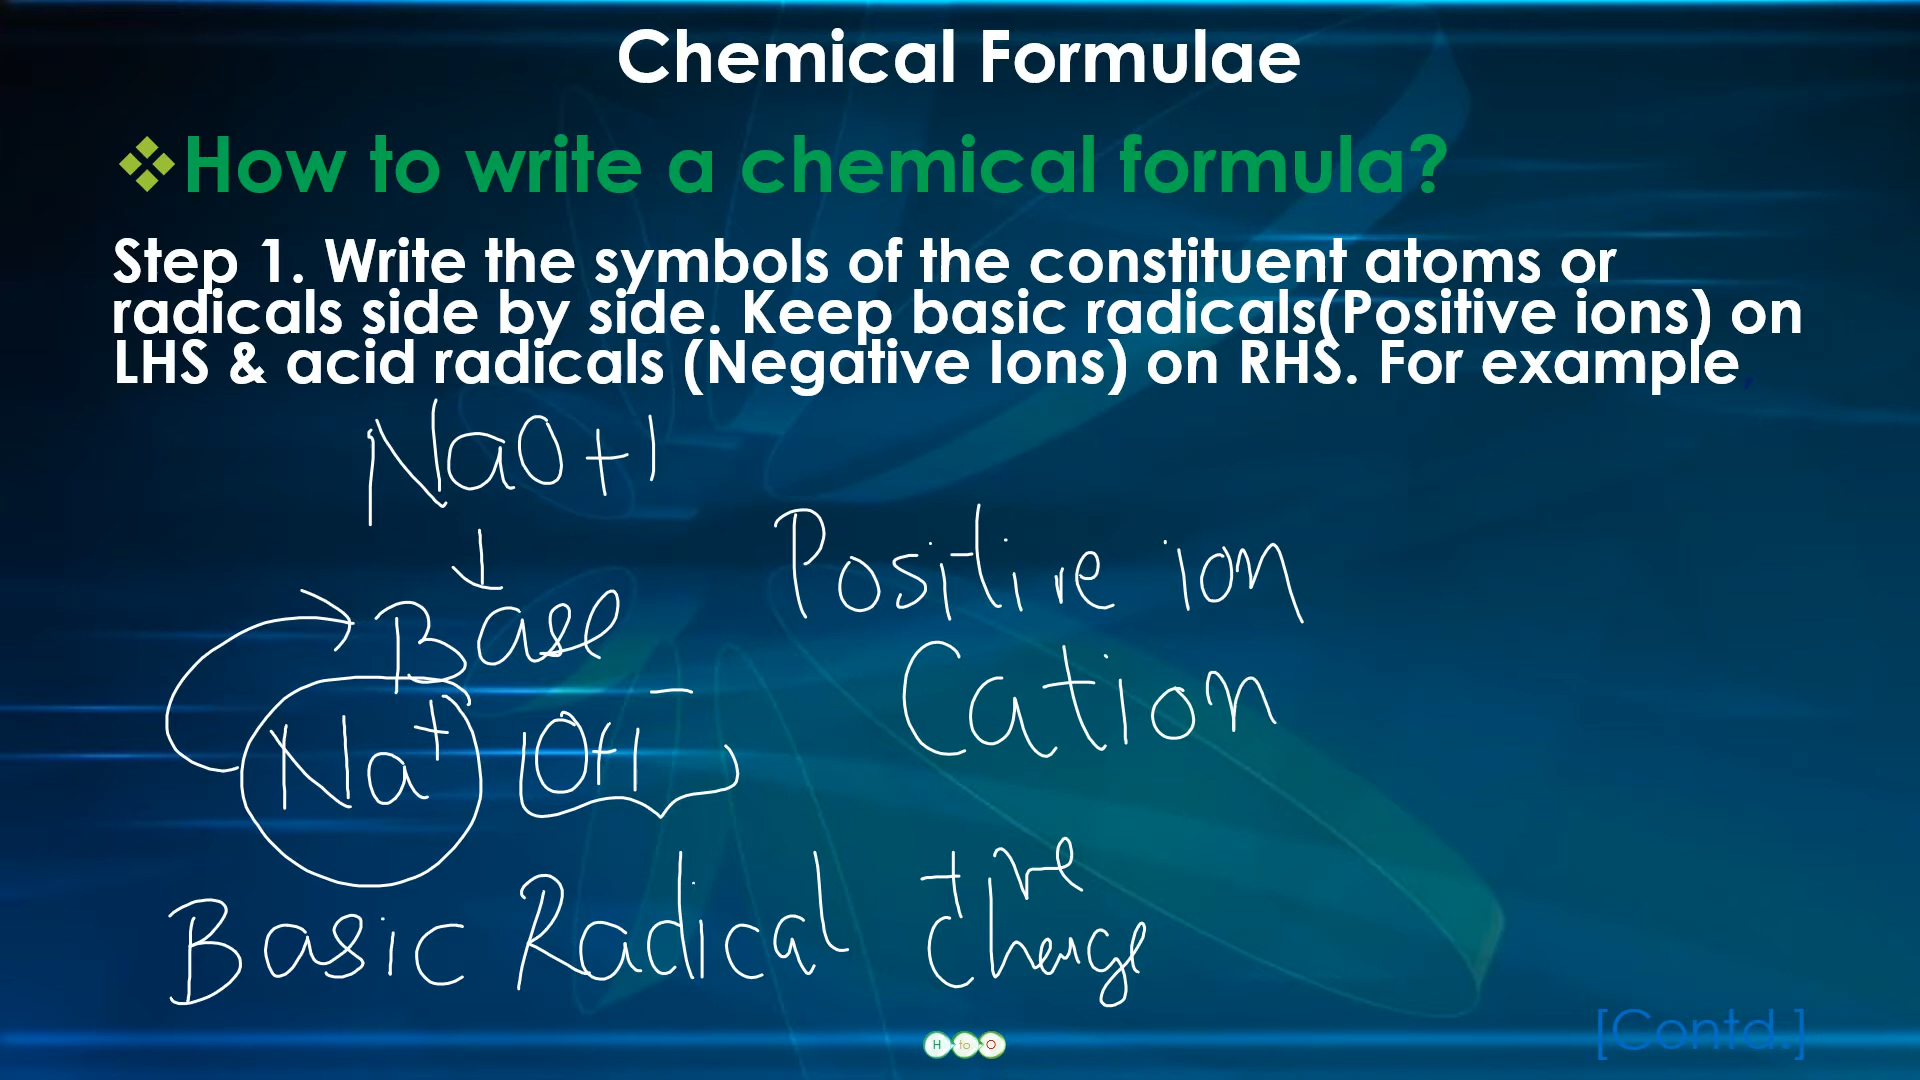 Chemical Formulae
How to write a chemical formula?
Step 1. Write the symbols of the constituent atoms or
radicals side by side. Keep basic radicals(Positive ions) on
LHS & acid radicals (Negative Ions) on RHS. For example,
NaOH
Base
Na+ OH-
Positive ion
Cation
Basic Radical
+ve
Charge
[Contd.]
H to O